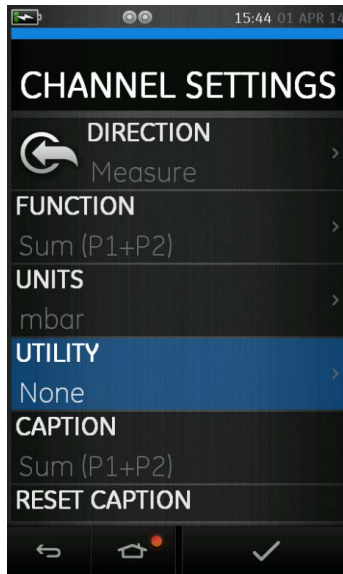 15:44 01 APR 14
CHANNEL SETTINGS
DIRECTION
Measure
FUNCTION
Sum (P1+P2)
UNITS
mbar
UTILITY
None
CAPTION
Sum (P1+P2)
RESET CAPTION